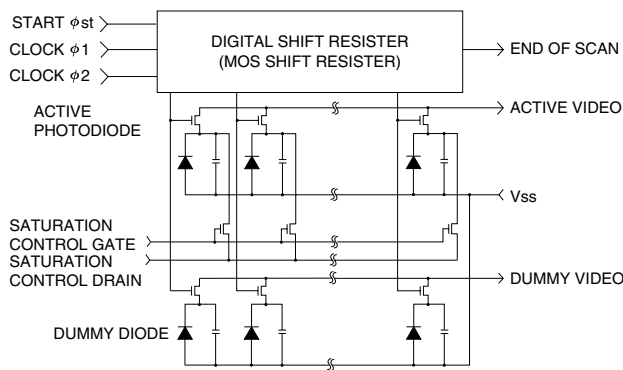 START ϕst
CLOCK ϕ1
CLOCK ϕ2
DIGITAL SHIFT RESISTER
(MOS SHIFT RESISTER)
END OF SCAN
ACTIVE
PHOTODIODE
ACTIVE VIDEO
Vss
SATURATION
CONTROL GATE
SATURATION
CONTROL DRAIN
DUMMY VIDEO
DUMMY DIODE